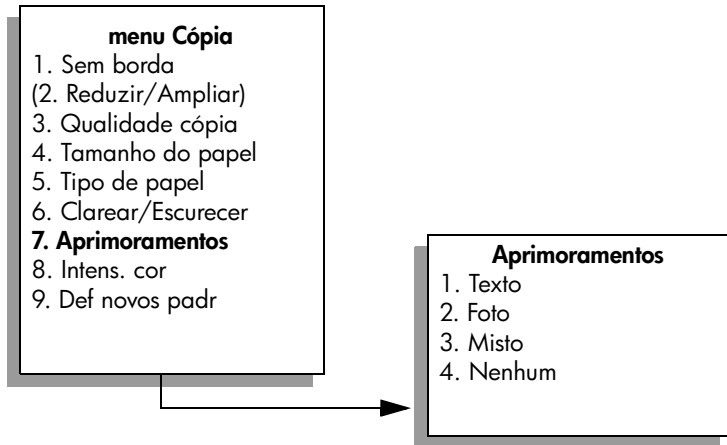 menu Cópia
1. Sem borda
(2. Reduzir/Ampliar)
3. Qualidade cópia
4. Tamanho do papel
5. Tipo de papel
6. Clarear/Escurecer
7. Aprimoramentos
8. Intens. cor
9. Def novos padr
Aprimoramentos
1. Texto
2. Foto
3. Misto
4. Nenhum